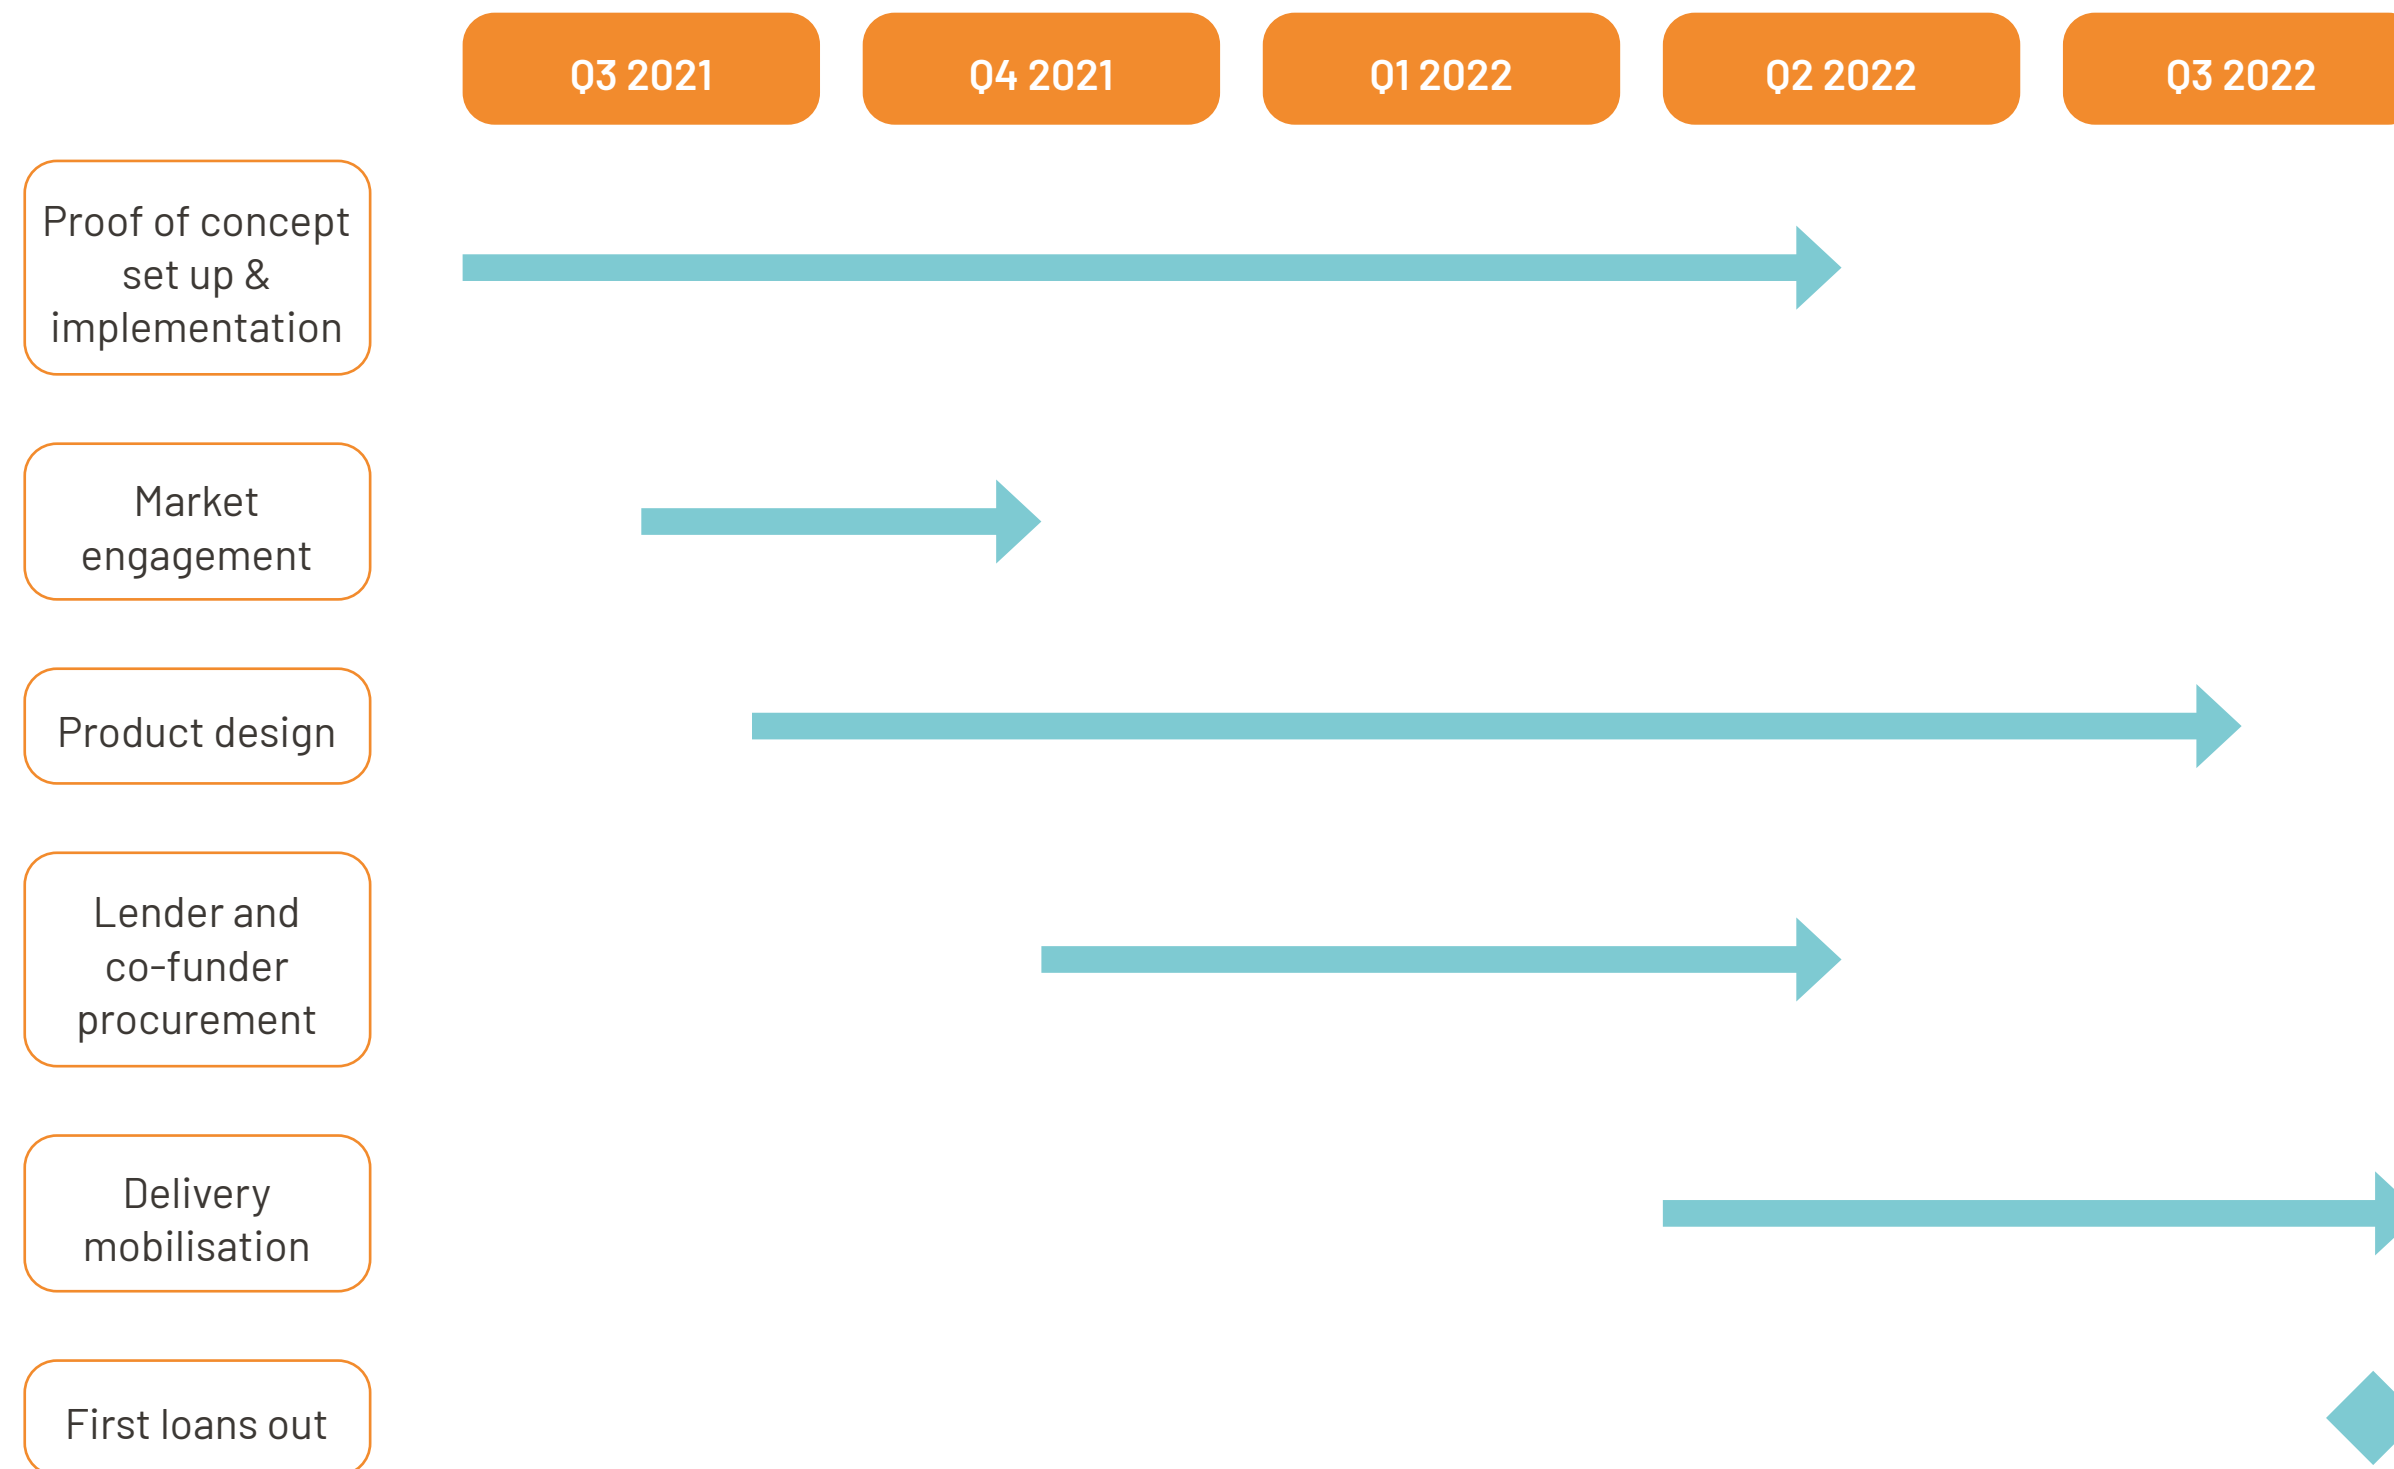 Q3 2021
Q4 2021
Q1 2022
Q2 2022
Q3 2022
Proof of concept
set up &
implementation
Market
engagement
Product design
Lender and
co-funder
procurement
Delivery
mobilisation
First loans out